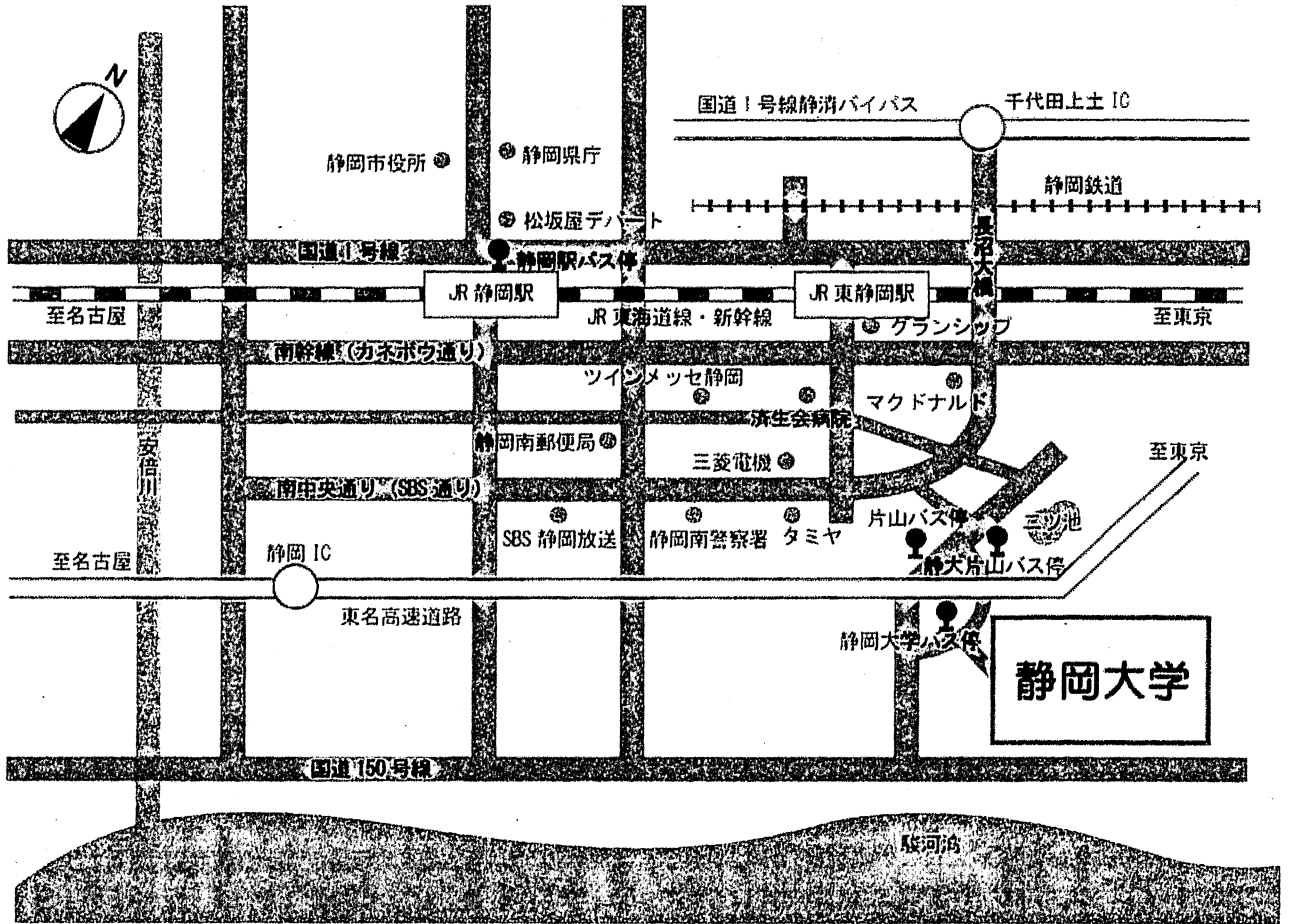 N
国道1号線静清バイパス
千代田上土 IC
静岡市役所
静岡県庁
静岡鉄道
松坂屋デパート
国道1号線
静岡駅バス停
長沼大橋
JR 静岡駅
JR 東静岡駅
至名古屋
JR 東海道線・新幹線
グランシップ
至東京
南幹線 (カネボウ通り)
ツインメッセ静岡
マクドナルド
済生会病院
安倍川
静岡南郵便局
三菱電機
至東京
南中央通り (SBS 通り)
片山バス停
三ツ池
SBS 静岡放送
静岡南警察署
タミヤ
至名古屋
静岡 IC
静大片山バス停
東名高速道路
静岡大学バス停
静岡大学
国道 150 号線
駿河湾